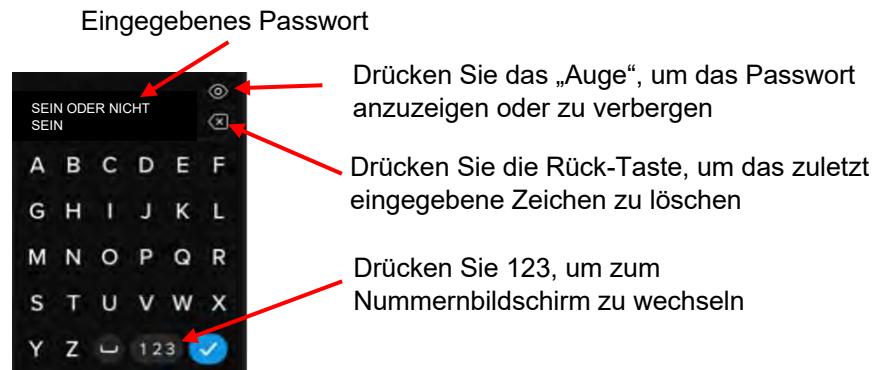 Eingegebenes Passwort
SEIN ODER NICHT
SEIN
Drücken Sie das „Auge“, um das Passwort
anzuzeigen oder zu verbergen
Drücken Sie die Rück-Taste, um das zuletzt
eingegebene Zeichen zu löschen
Drücken Sie 123, um zum
Nummernbildschirm zu wechseln
A B C D E F
G H I J K L
M N O P Q R
S T U V W X
Y Z 123